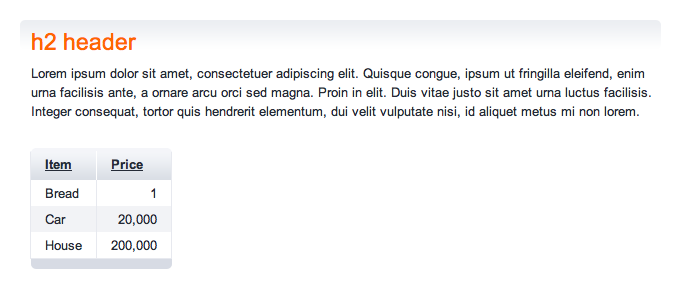 h2 header
Lorem ipsum dolor sit amet, consectetuer adipiscing elit. Quisque congue, ipsum ut fringilla eleifend, enim
urna facilisis ante, a ornare arcu orci sed magna. Proin in elit. Duis vitae justo sit amet urna luctus facilisis.
Integer consequat, tortor quis hendrerit elementum, dui velit vulputate nisi, id aliquet metus mi non lorem.
Item Price
Bread 1
Car 20,000
House 200,000